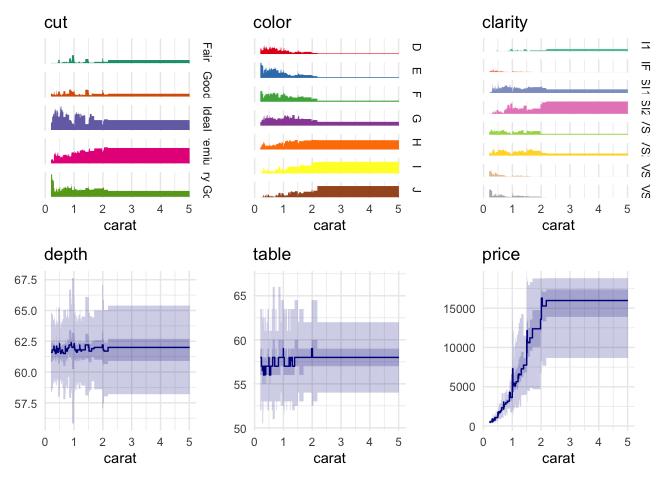 cut
Fair
Good
Ideal
0 1 2 3 4 5
carat
color
D
E
F
G
H
I
J
0 1 2 3 4 5
carat
clarity
I1
IF
SI1
SI2
VS
VS
0 1 2 3 4 5
carat
depth
67.5
65.0
62.5
60.0
57.5
0 1 2 3 4 5
carat
table
65
60
55
50
0 1 2 3 4 5
carat
price
15000
10000
5000
0
0 1 2 3 4 5
carat